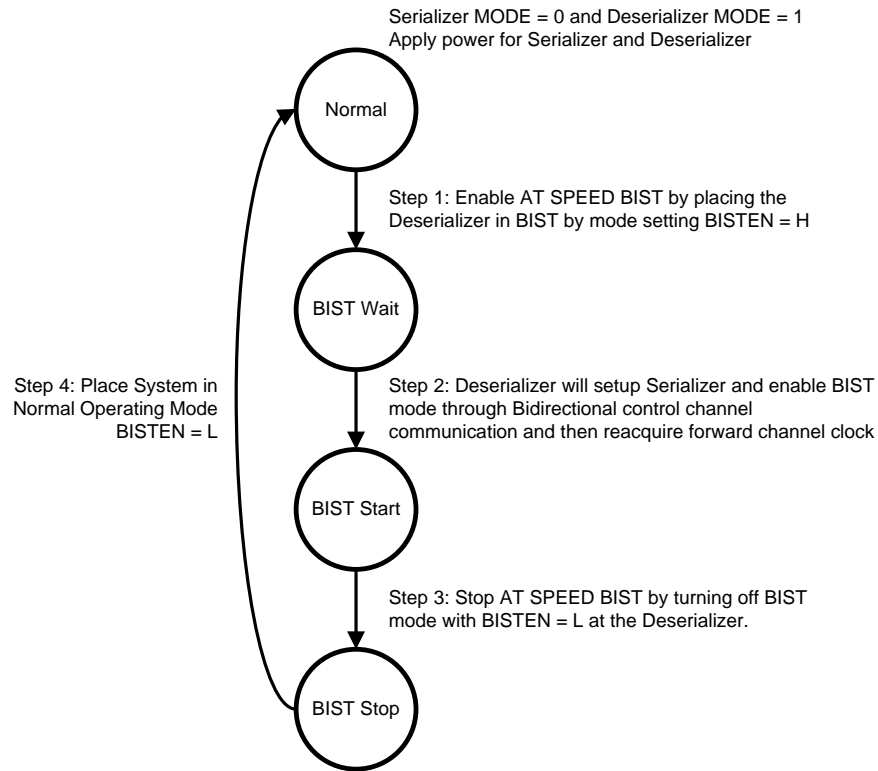 Serializer MODE = 0 and Deserializer MODE = 1
Apply power for Serializer and Deserializer
Normal
Step 1: Enable AT SPEED BIST by placing the
Deserializer in BIST by mode setting BISTEN = H
BIST Wait
Step 4: Place System in
Normal Operating Mode
BISTEN = L
Step 2: Deserializer will setup Serializer and enable BIST
mode through Bidirectional control channel
communication and then reacquire forward channel clock
BIST Start
Step 3: Stop AT SPEED BIST by turning off BIST
mode with BISTEN = L at the Deserializer.
BIST Stop